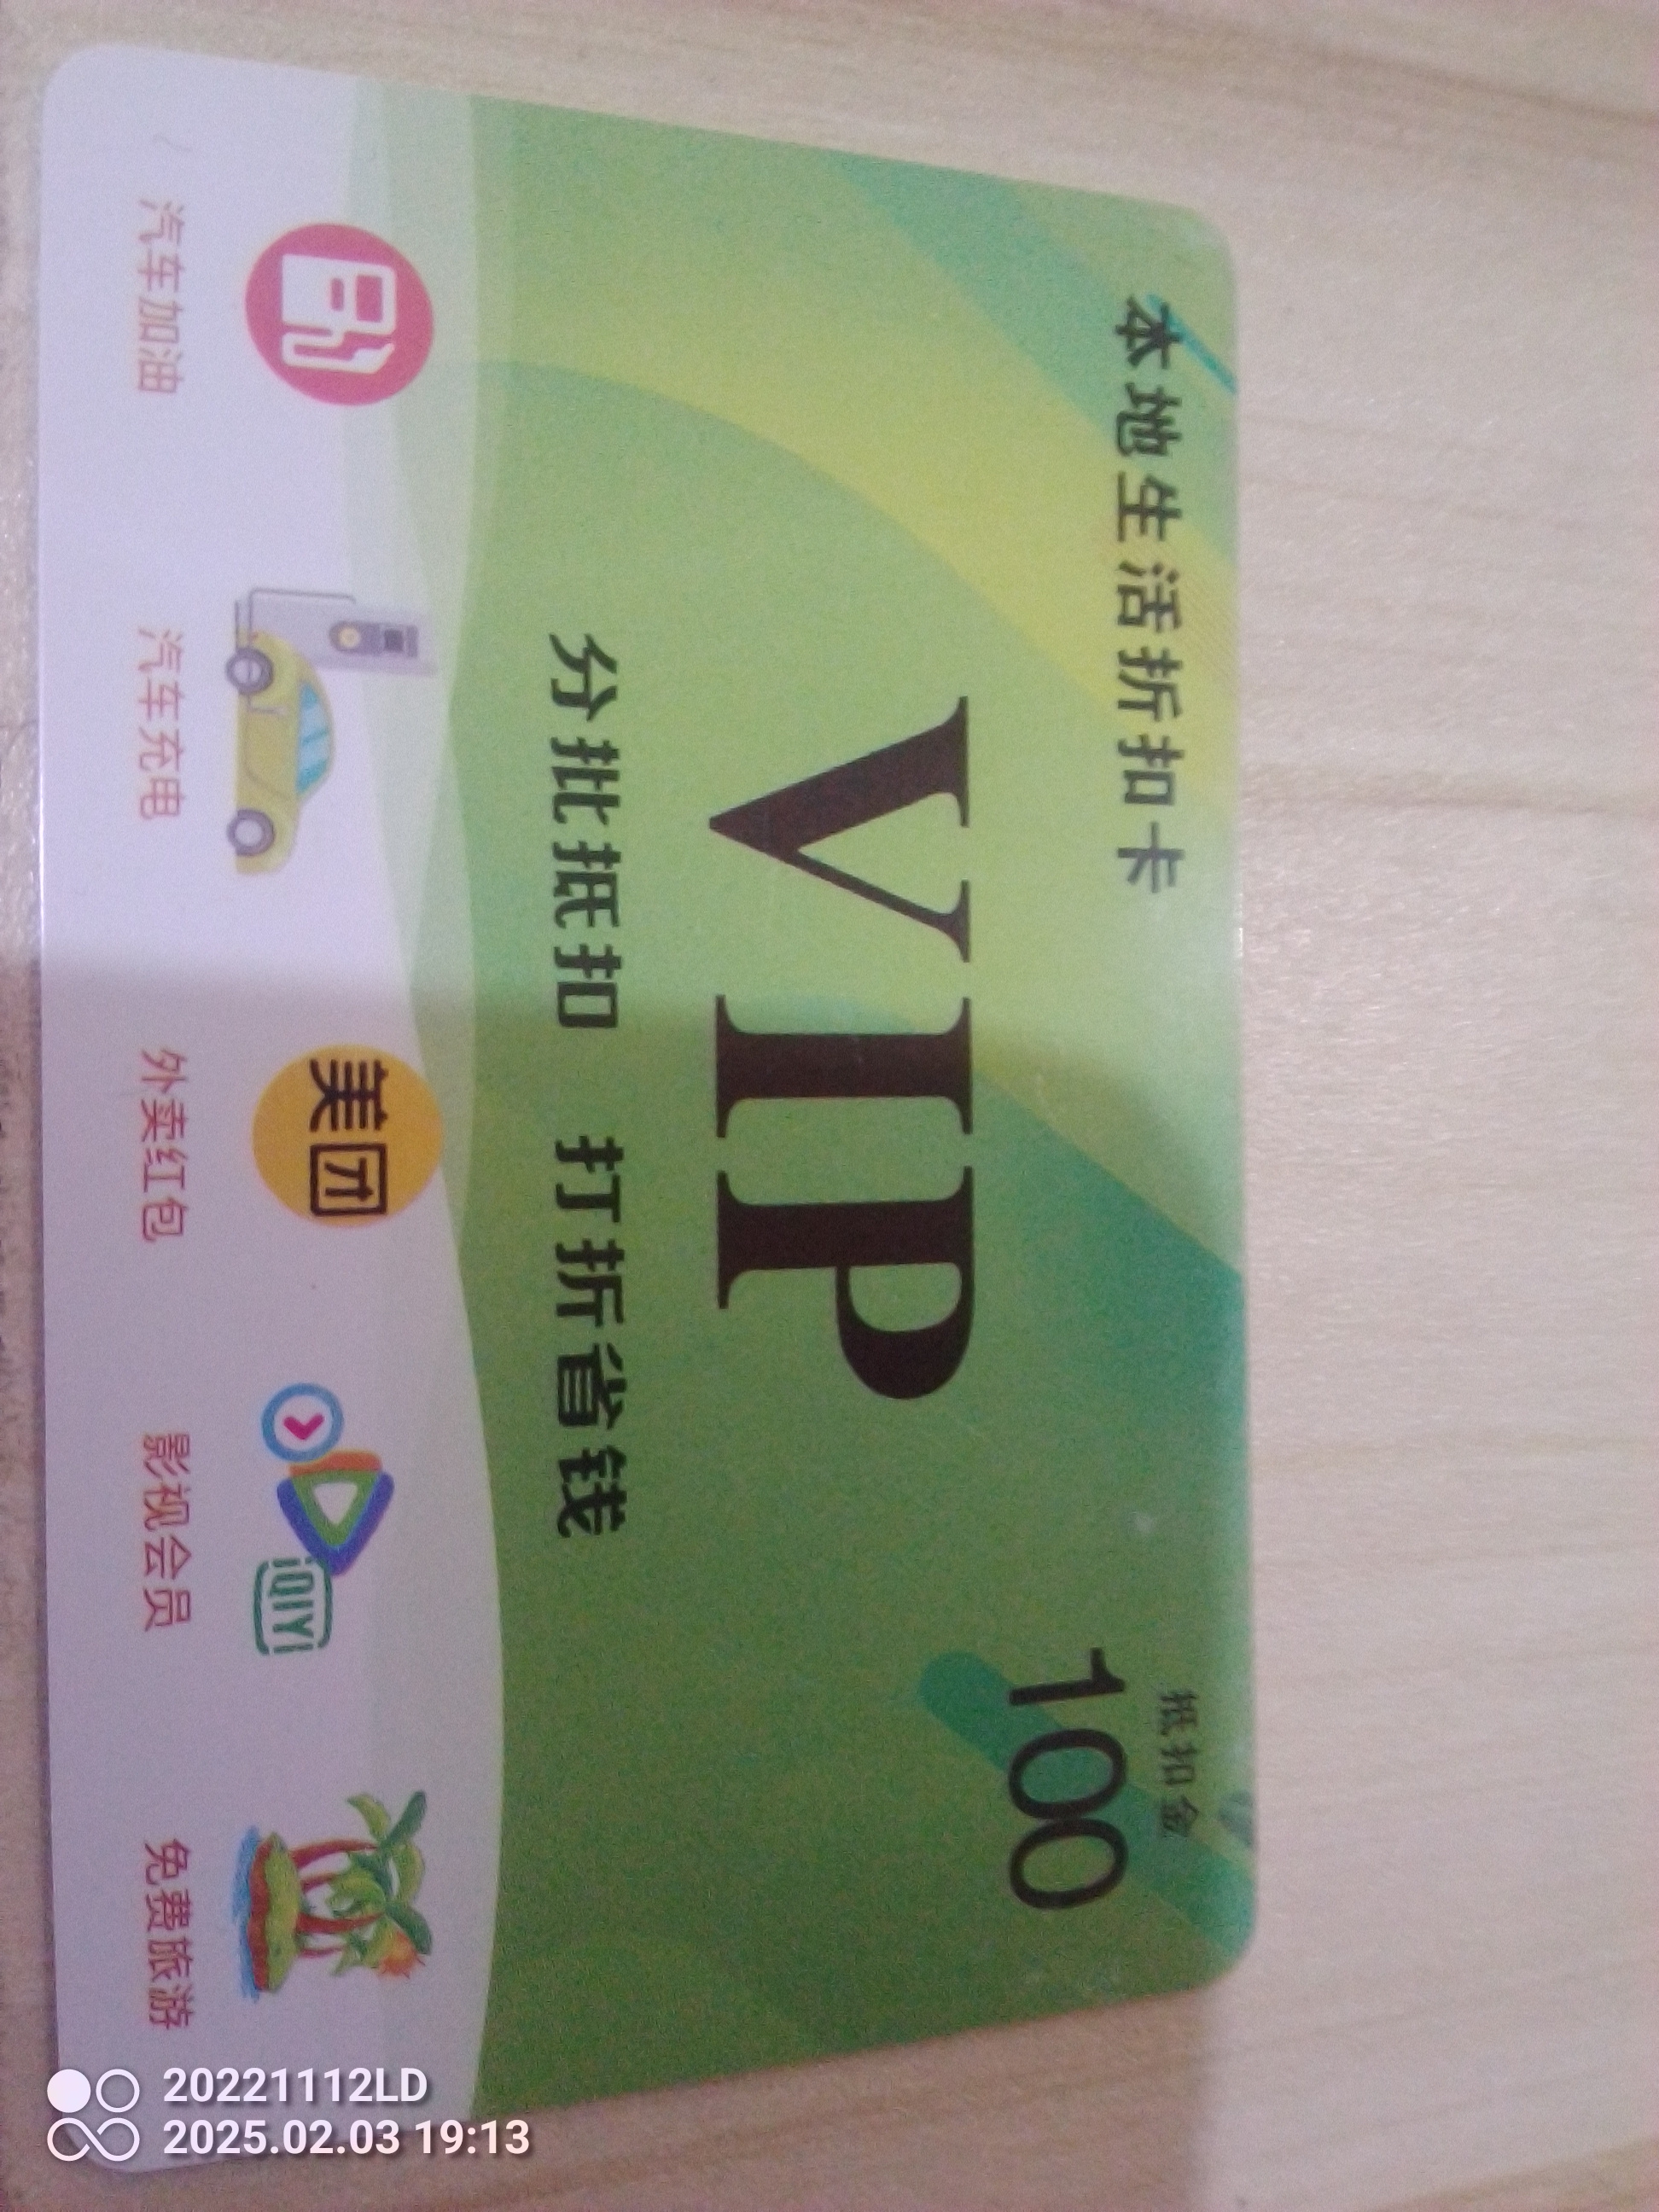 本地生活折扣卡
抵扣金
100
VIP
分批抵扣 打折省钱
美团
iQIYI
汽车加油
汽车充电
外卖红包
影视会员
免费旅游
20221112LD
2025.02.03 19:13